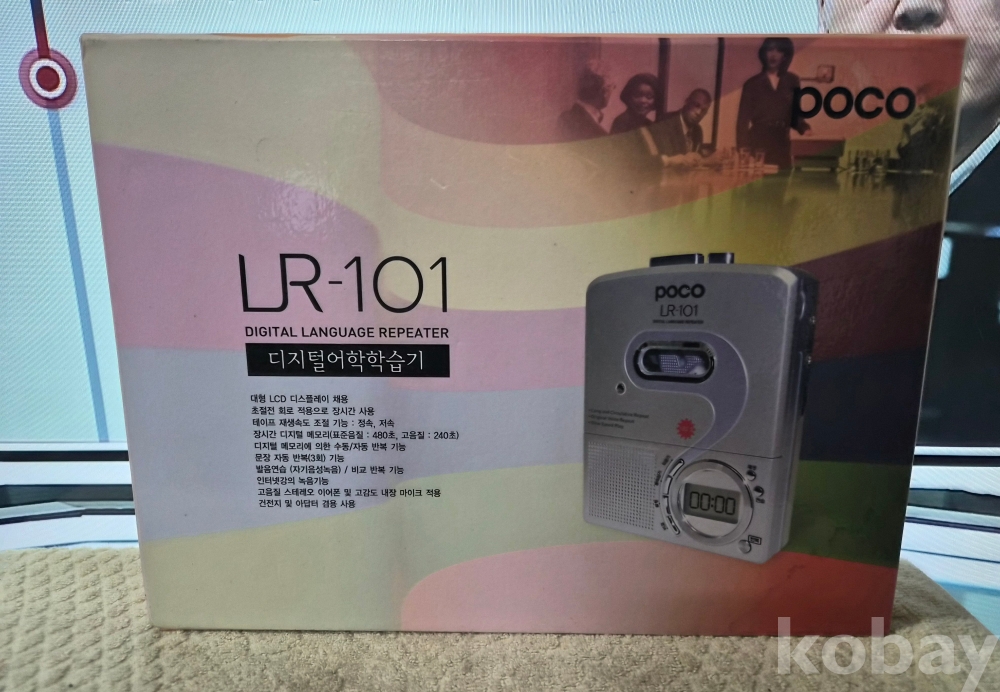 poco
LR-101
DIGITAL LANGUAGE REPEATER
디지털어학학습기
대형 LCD 디스플레이 채용
초절전 회로 적용으로 장시간 사용
테이프 재생속도 조절 기능 : 정속, 저속
장시간 디지털 메모리(표준음질 : 480초, 고음질 : 240초)
디지털 메모리에 의한 수동/자동 반복 기능
문장 자동 반복(3회) 기능
발음연습 (자기음성녹음) / 비교 반복 기능
인터넷강의 녹음기능
고음질 스테레오 이어폰 및 고감도 내장 마이크 적용
건전지 및 아답터 겸용 사용
poco
LR-101
DIGITAL LANGUAGE REPEATER
00:00
kobay